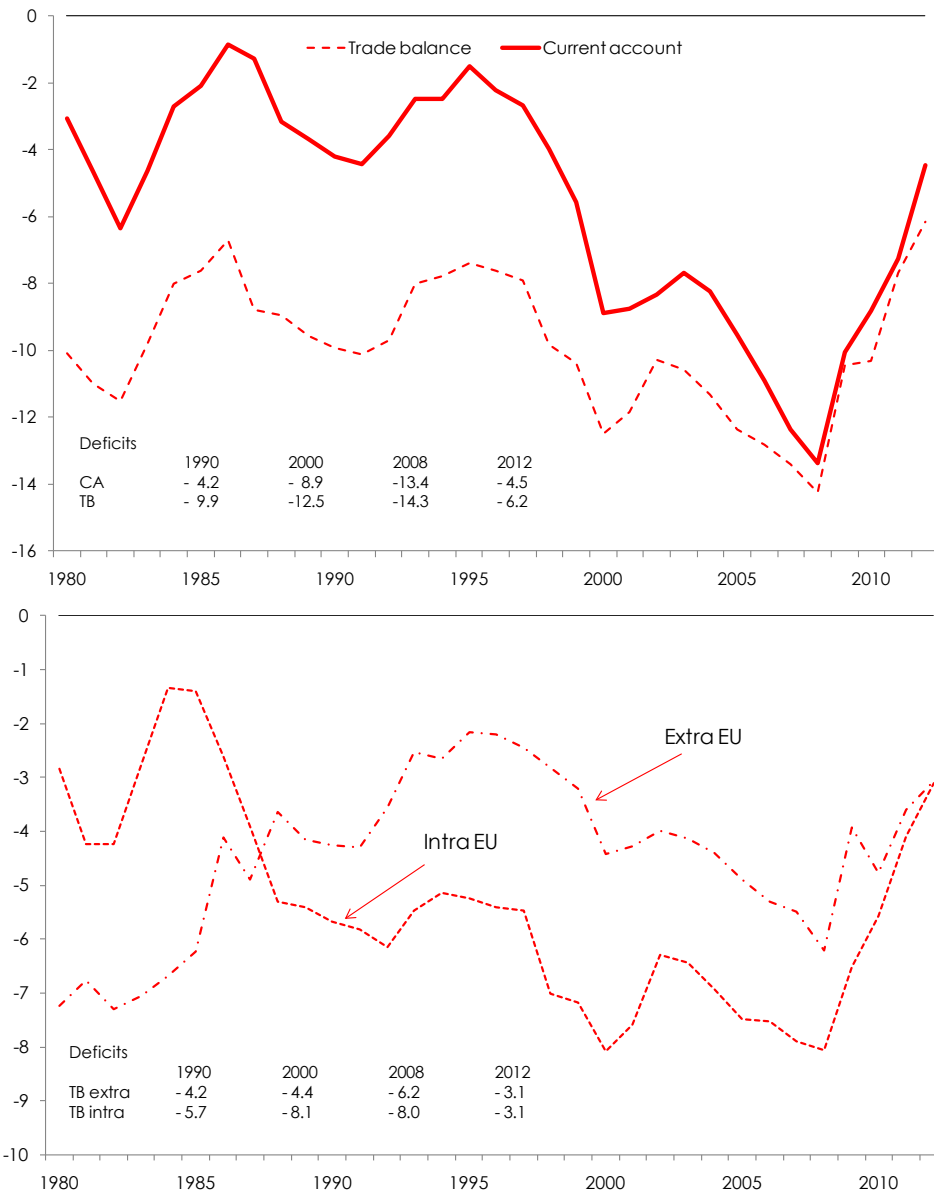 0
Trade balance Current account
-2
-4
-6
-8
-10
-12
Deficits
1990 2000 2008 2012
CA - 4.2 - 8.9 -13.4 - 4.5
TB - 9.9 -12.5 -14.3 - 6.2
-14
-16
1980 1985 1990 1995 2000 2005 2010
0
-1
-2
Extra EU
-3
-4
Intra EU
-5
-6
-7
-8
Deficits
1990 2000 2008 2012
TB extra - 4.2 - 4.4 - 6.2 - 3.1
TB intra - 5.7 - 8.1 - 8.0 - 3.1
-9
-10
1980 1985 1990 1995 2000 2005 2010